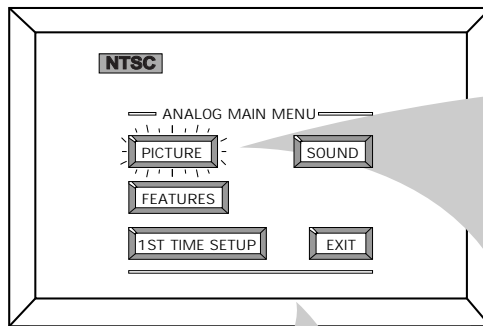 NTSC
ANALOG MAIN MENU
PICTURE SOUND
FEATURES
1ST TIME SETUP EXIT